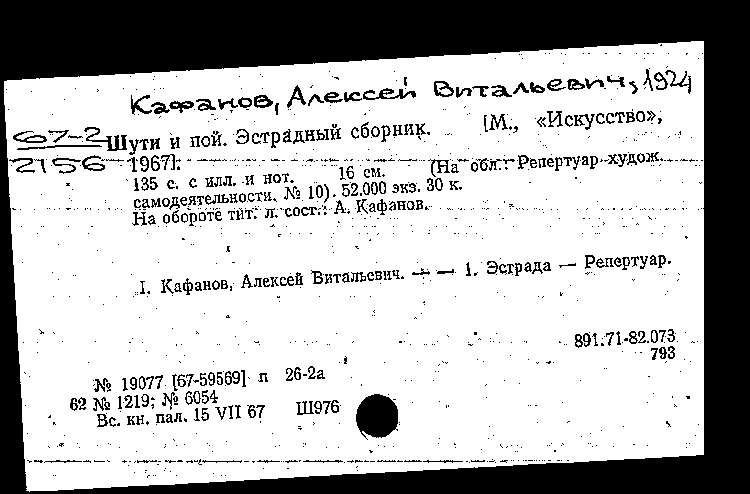 Кафанов, Алексей Витальевич, 1924
67-2
2156
Шути и пой. Эстрадный сборник. [М., «Искусство»,
1967].
135 с. с илл. и нот. 16 см. (На обл.: Репертуар худож.
самодеятельности. № 10). 52.000 экз. 30 к.
На обороте тит. л. сост.: А. Кафанов.
I. Кафанов, Алексей Витальевич. — — 1. Эстрада — Репертуар.
891.71-82.073
793
№ 19077 [67-59569] п 26-2а
62 № 1219; № 6054
Вс. кн. пал. 15 VII 67 Ш976